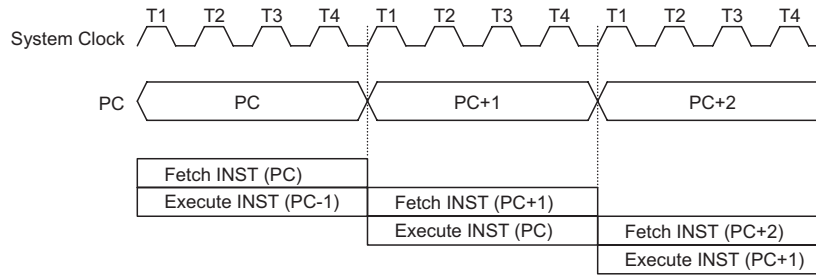 T1 T2 T3 T4 T1 T2 T3 T4 T1 T2 T3 T4
System Clock
PC PC PC+1 PC+2
Fetch INST (PC)
Execute INST (PC-1) Fetch INST (PC+1)
Execute INST (PC) Fetch INST (PC+2)
Execute INST (PC+1)